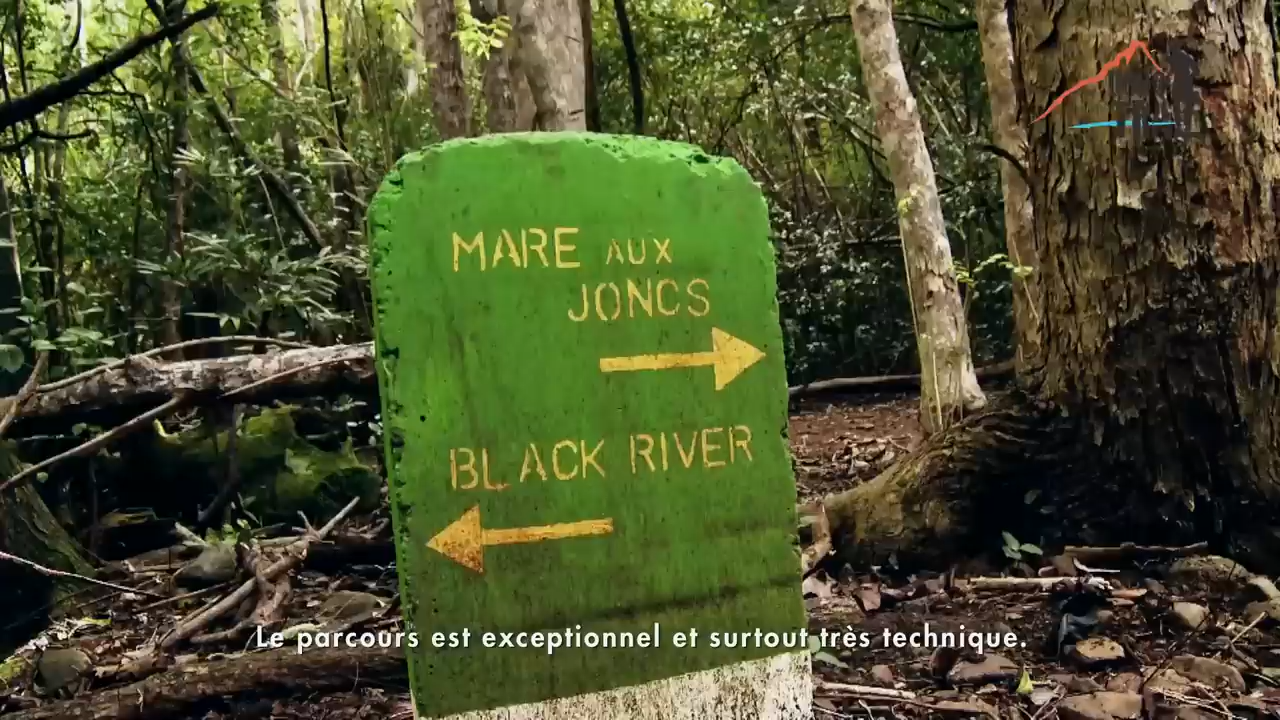 MARE AUX
JONCS
BLACK RIVER
Le parcours est exceptionnel et surtout très technique.